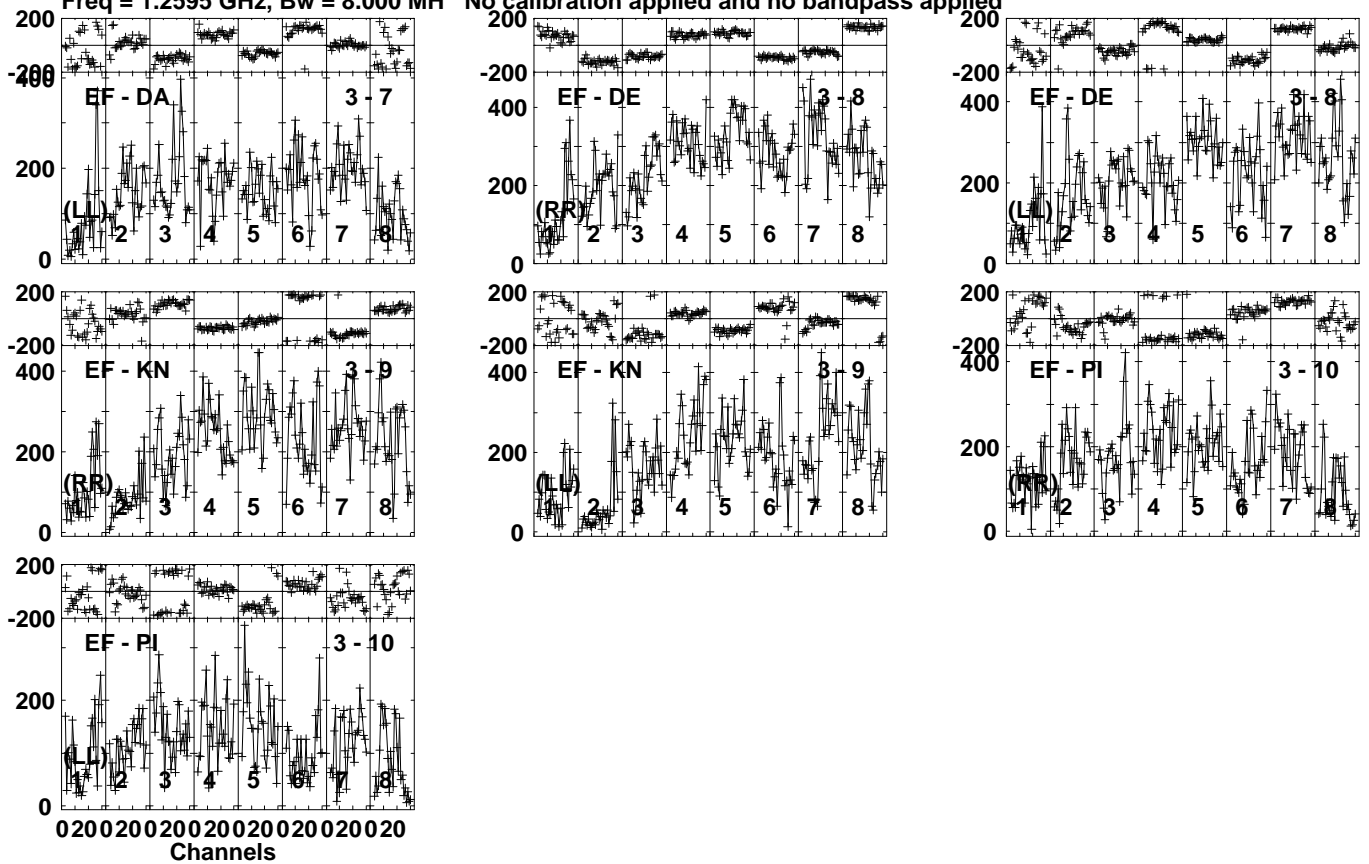 Freq = 1.2595 GHz, Bw = 8.000 MH No calibration applied and no bandpass applied
200
-200
400
EF - DA 3 - 7
200
(LL)
1 2 3 4 5 6 7 8
0
200
-200
400
EF - DE 3 - 8
200
(RR)
1 2 3 4 5 6 7 8
0
200
-200
400
EF - DE 3 - 8
200
(LL)
1 2 3 4 5 6 7 8
0
200
-200
400
EF - KN 3 - 9
200
(RR)
1 2 3 4 5 6 7 8
0
200
-200
400
EF - KN 3 - 9
200
(LL)
1 2 3 4 5 6 7 8
0
200
-200
400
EF - PI 3 - 10
200
(RR)
1 2 3 4 5 6 7 8
0
200
-200
EF - PI 3 - 10
200
(LL)
1 2 3 4 5 6 7 8
0
0 20 0 20 0 20 0 20 0 20 0 20 0 20 0 20
Channels